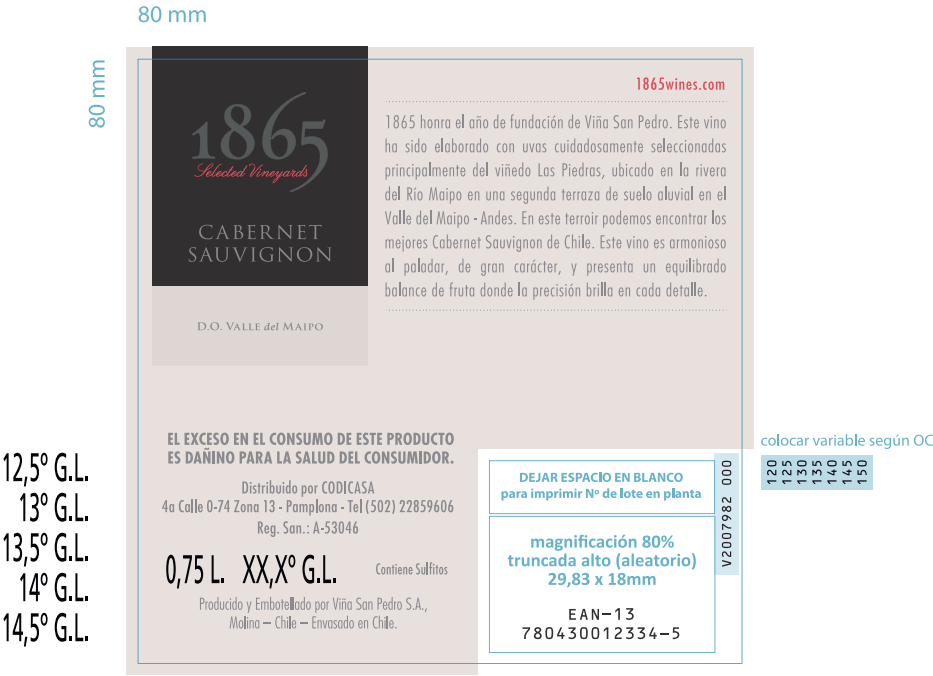 80 mm
80 mm
1865
Selected Vineyards
CABERNET
SAUVIGNON
D.O. VALLE del MAIPO
1865wines.com
1865 honra el año de fundación de Viña San Pedro. Este vino
ha sido elaborado con uvas cuidadosamente seleccionadas
principalmente del viñedo Las Piedras, ubicado en la rivera
del Río Maipo en una segunda terraza de suelo aluvial en el
Valle del Maipo - Andes. En este terroir podemos encontrar los
mejores Cabernet Sauvignon de Chile. Este vino es armonioso
al paladar, de gran carácter, y presenta un equilibrado
balance de fruta donde la precisión brilla en cada detalle.
EL EXCESO EN EL CONSUMO DE ESTE PRODUCTO
ES DAÑINO PARA LA SALUD DEL CONSUMIDOR.
Distribuido por CODICASA
4a Calle 0-74 Zona 13 - Pamplona - Tel (502) 22859606
Reg. San.: A-53046
0,75 L. XX,Xº G.L.
Contiene Sulfitos
Producido y Embotellado por Viña San Pedro S.A.,
Molina – Chile – Envasado en Chile.
12,5º G.L.
13º G.L.
13,5º G.L.
14º G.L.
14,5º G.L.
DEJAR ESPACIO EN BLANCO
para imprimir Nº de lote en planta
magnificación 80%
truncada alto (aleatorio)
29,83 x 18mm
EAN-13
780430012334-5
V2007982 000
colocar variable según OC
120
125
130
135
140
145
150